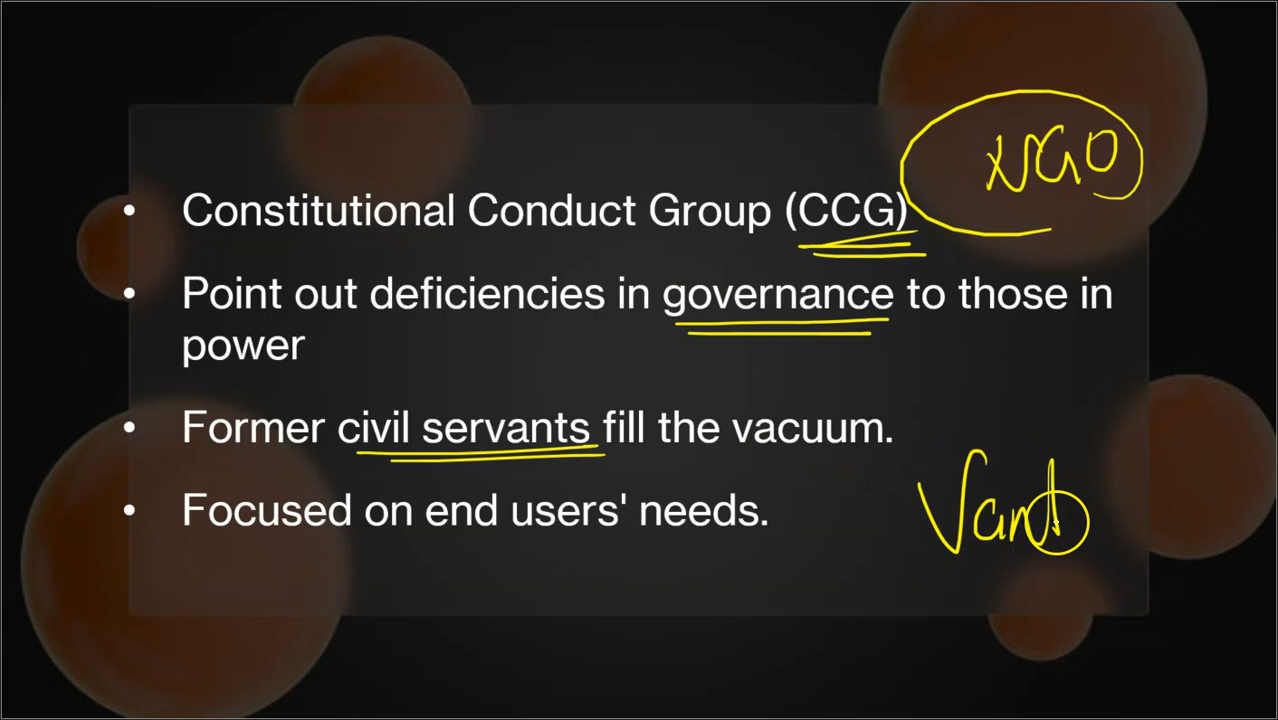 NGO
• Constitutional Conduct Group (CCG)
• Point out deficiencies in governance to those in
power
• Former civil servants fill the vacuum.
• Focused on end users' needs.